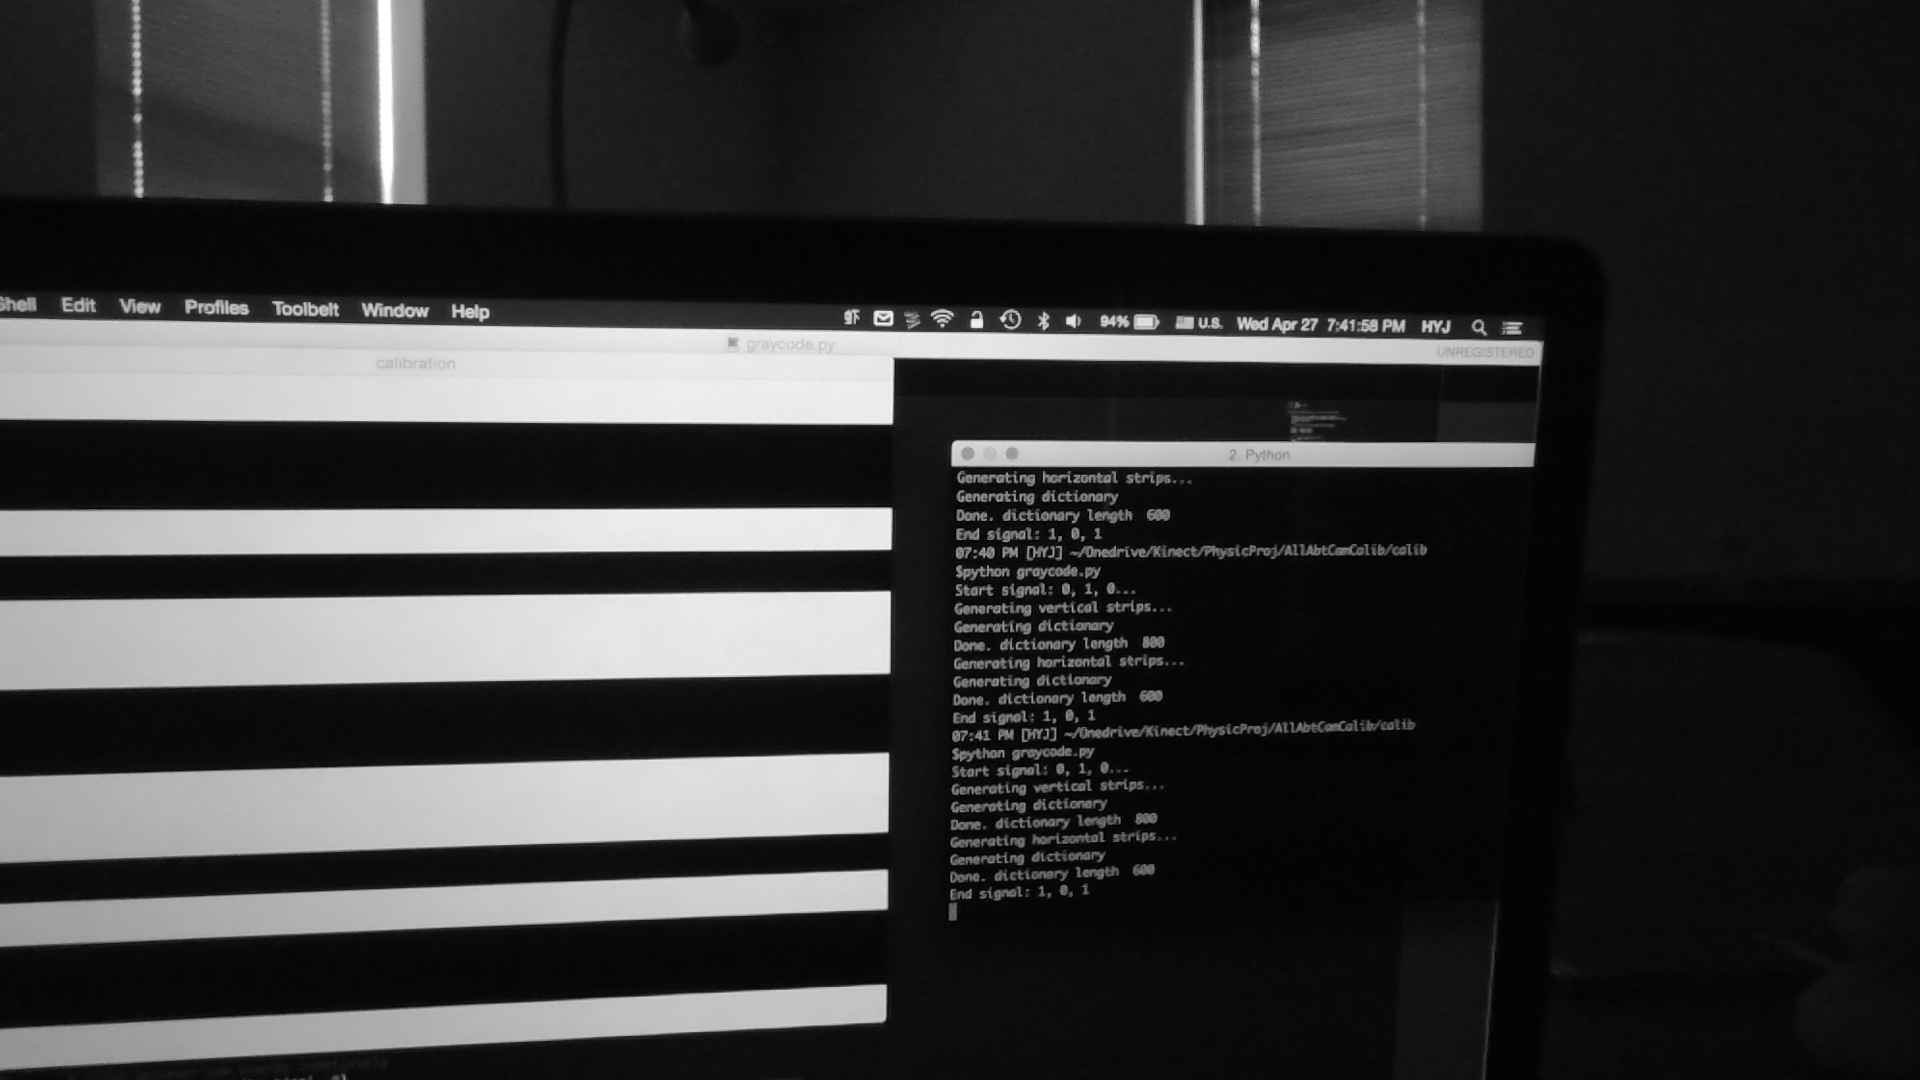 Shell Edit View Profiles Toolbelt Window Help 94% U.S. Wed Apr 27 7:41:58 PM HYJ
graycode.py UNREGISTERED
calibration
2. Python
Generating horizontal strips...
Generating dictionary
Done. dictionary length 600
End signal: 1, 0, 1
07:40 PM [HYJ] ~/Onedrive/Kinect/PhysicProj/AllAbtCamCalib/calib
$python graycode.py
Start signal: 0, 1, 0...
Generating vertical strips...
Generating dictionary
Done. dictionary length 800
Generating horizontal strips...
Generating dictionary
Done. dictionary length 600
End signal: 1, 0, 1
07:41 PM [HYJ] ~/Onedrive/Kinect/PhysicProj/AllAbtCamCalib/calib
$python graycode.py
Start signal: 0, 1, 0...
Generating vertical strips...
Generating dictionary
Done. dictionary length 800
Generating horizontal strips...
Generating dictionary
Done. dictionary length 600
End signal: 1, 0, 1